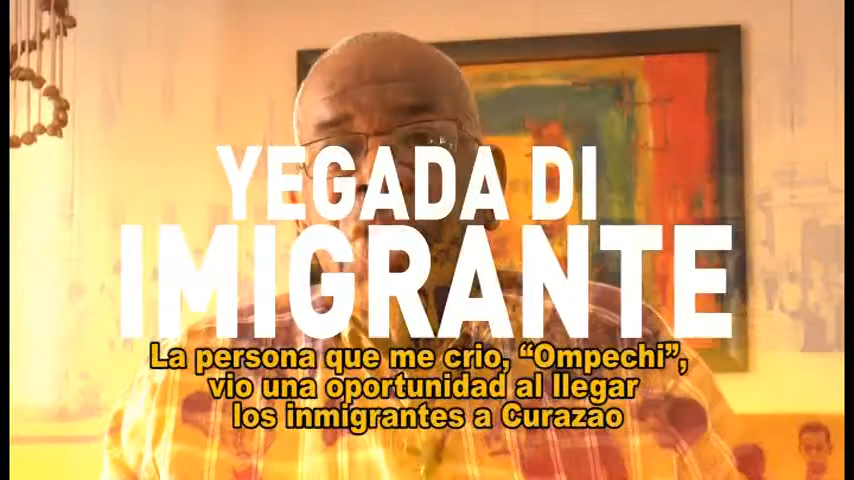 YEGADA DI
IMIGRANTE
La persona que me crio, “Ompechi”,
vio una oportunidad al llegar
los inmigrantes a Curazao